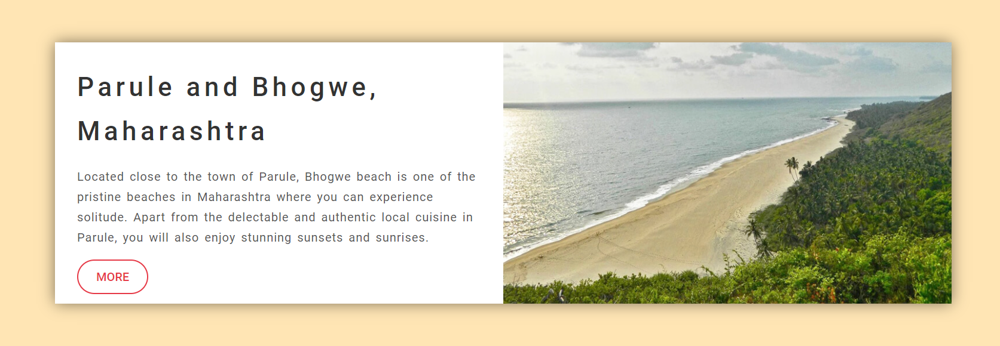 Parule and Bhogwe,
Maharashtra
Located close to the town of Parule, Bhogwe beach is one of the
pristine beaches in Maharashtra where you can experience
solitude. Apart from the delectable and authentic local cuisine in
Parule, you will also enjoy stunning sunsets and sunrises.
MORE